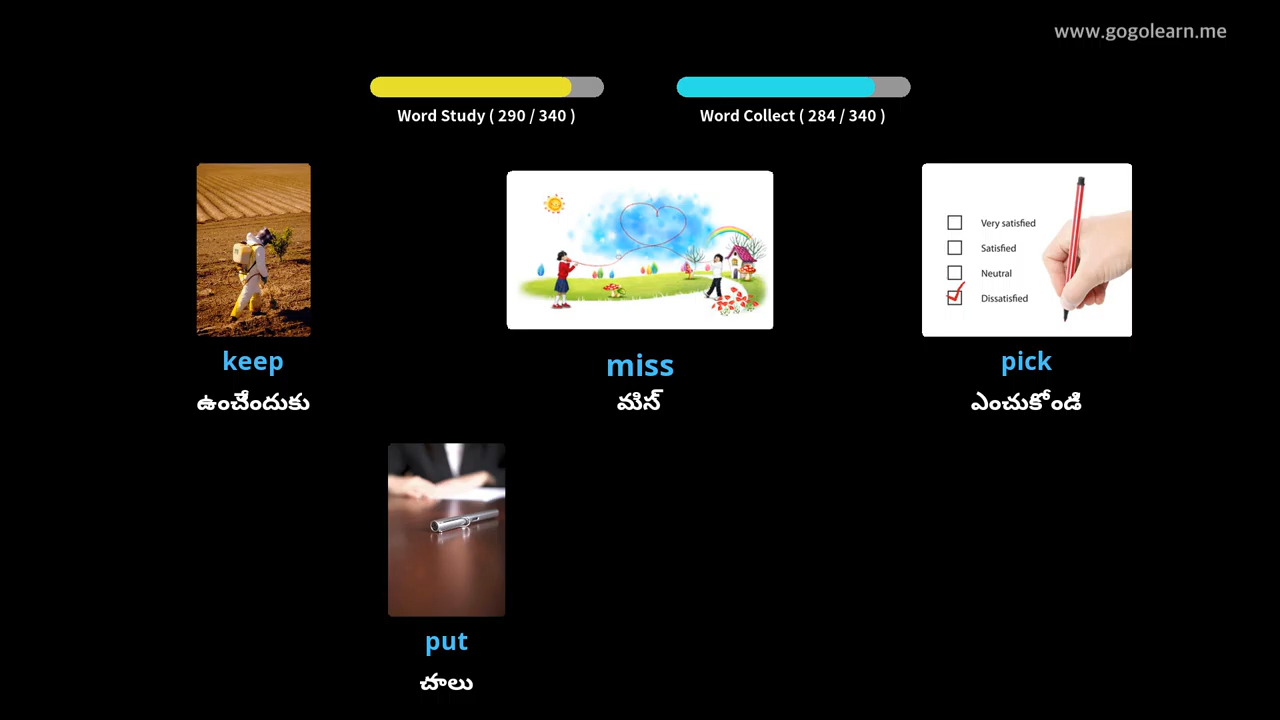 www.gogolearn.me
Word Study ( 290 / 340 )
Word Collect ( 284 / 340 )
Very satisfied
Satisfied
Neutral
Dissatisfied
keep
miss
pick
ఉంచేందుకు
మిస్
ఎంచుకోండి
put
చాలు